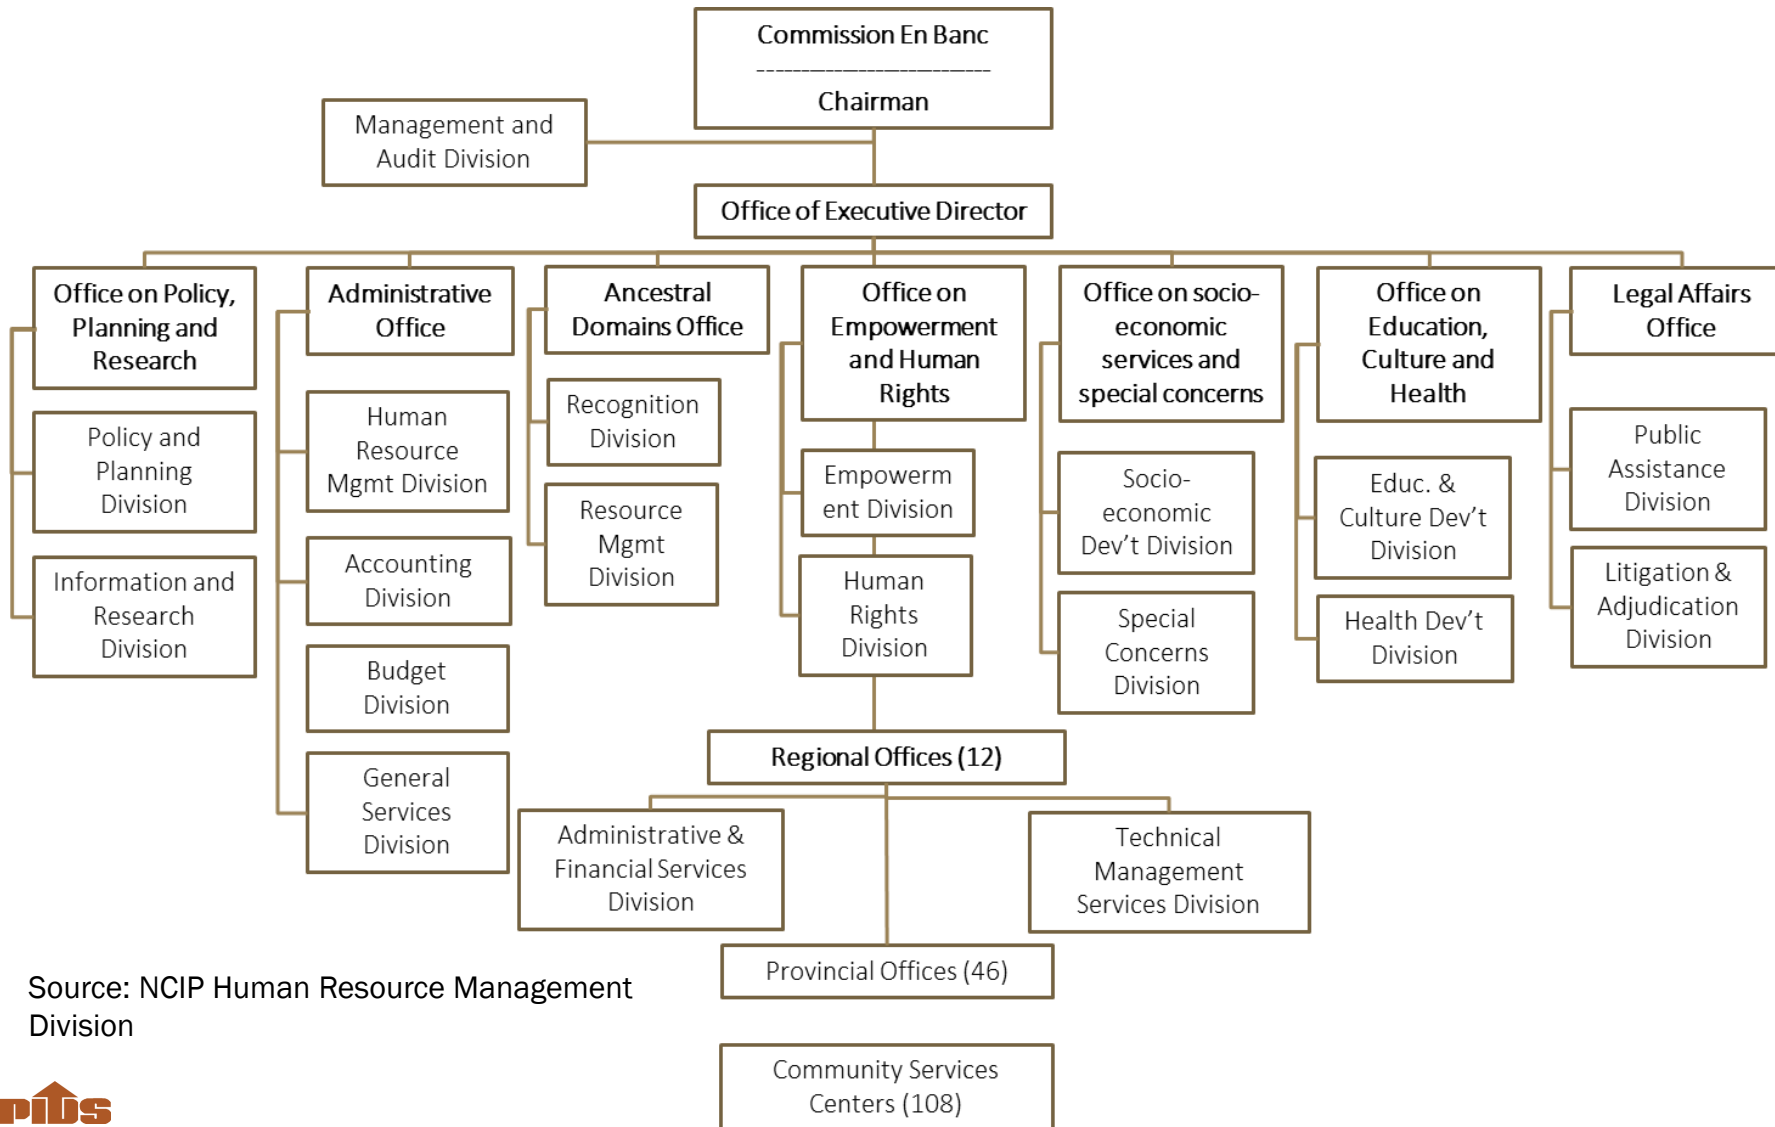 Commission En Banc
---------------------------
Chairman
Management and
Audit Division
Office of Executive Director
Office on Policy,
Planning and
Research
Administrative
Office
Ancestral
Domains Office
Office on
Empowerment
and Human
Rights
Office on socio-
economic
services and
special concerns
Office on
Education,
Culture and
Health
Legal Affairs
Office
Policy and
Planning
Division
Information and
Research
Division
Human
Resource
Mgmt Division
Accounting
Division
Budget
Division
General
Services
Division
Recognition
Division
Resource
Mgmt
Division
Empowerm
ent Division
Human
Rights
Division
Socio-
economic
Dev’t Division
Special
Concerns
Division
Educ. &
Culture Dev’t
Division
Health Dev’t
Division
Public
Assistance
Division
Litigation &
Adjudication
Division
Regional Offices (12)
Administrative &
Financial Services
Division
Technical
Management
Services Division
Provincial Offices (46)
Community Services
Centers (108)
Source: NCIP Human Resource Management
Division
pids